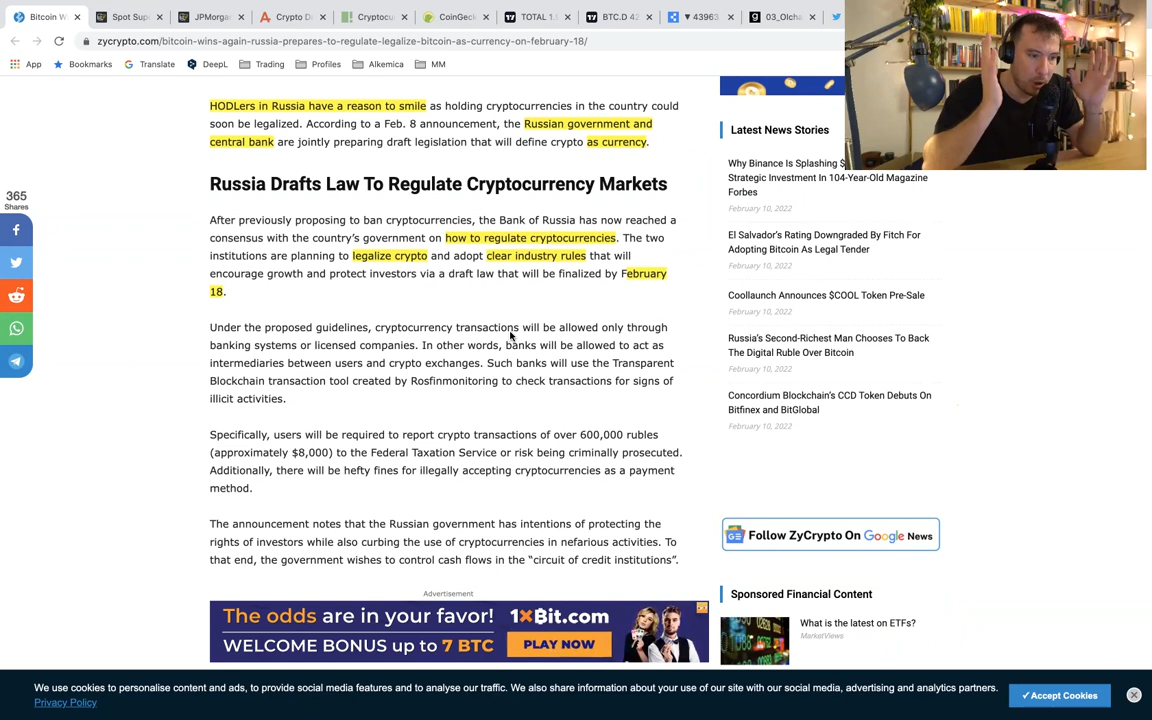 Bitcoin W
Spot Sup
JPMorga
Crypto D
Cryptocu
CoinGeck
TOTAL 1.
BTC.D 42
▼ 43963
03_Olcha
zycrypto.com/bitcoin-wins-again-russia-prepares-to-regulate-legalize-bitcoin-as-currency-on-february-18/
App
Bookmarks
Translate
DeepL
Trading
Profiles
Alkemica
MM
365
Shares
HODLers in Russia have a reason to smile as holding cryptocurrencies in the country could
soon be legalized. According to a Feb. 8 announcement, the Russian government and
central bank are jointly preparing draft legislation that will define crypto as currency.
Russia Drafts Law To Regulate Cryptocurrency Markets
After previously proposing to ban cryptocurrencies, the Bank of Russia has now reached a
consensus with the country’s government on how to regulate cryptocurrencies. The two
institutions are planning to legalize crypto and adopt clear industry rules that will
encourage growth and protect investors via a draft law that will be finalized by February
18.
Under the proposed guidelines, cryptocurrency transactions will be allowed only through
banking systems or licensed companies. In other words, banks will be allowed to act as
intermediaries between users and crypto exchanges. Such banks will use the Transparent
Blockchain transaction tool created by Rosfinmonitoring to check transactions for signs of
illicit activities.
Specifically, users will be required to report crypto transactions of over 600,000 rubles
(approximately $8,000) to the Federal Taxation Service or risk being criminally prosecuted.
Additionally, there will be hefty fines for illegally accepting cryptocurrencies as a payment
method.
The announcement notes that the Russian government has intentions of protecting the
rights of investors while also curbing the use of cryptocurrencies in nefarious activities. To
that end, the government wishes to control cash flows in the “circuit of credit institutions”.
Advertisement
The odds are in your favor!
WELCOME BONUS up to 7 BTC
1XBit.com
PLAY NOW
Latest News Stories
Why Binance Is Splashing $
Strategic Investment In 104-Year-Old Magazine
Forbes
February 10, 2022
El Salvador’s Rating Downgraded By Fitch For
Adopting Bitcoin As Legal Tender
February 10, 2022
Coollaunch Announces $COOL Token Pre-Sale
February 10, 2022
Russia’s Second-Richest Man Chooses To Back
The Digital Ruble Over Bitcoin
February 10, 2022
Concordium Blockchain’s CCD Token Debuts On
Bitfinex and BitGlobal
February 10, 2022
Follow ZyCrypto On Google News
Sponsored Financial Content
What is the latest on ETFs?
MarketViews
We use cookies to personalise content and ads, to provide social media features and to analyse our traffic. We also share information about your use of our site with our social media, advertising and analytics partners.
Privacy Policy
✓Accept Cookies